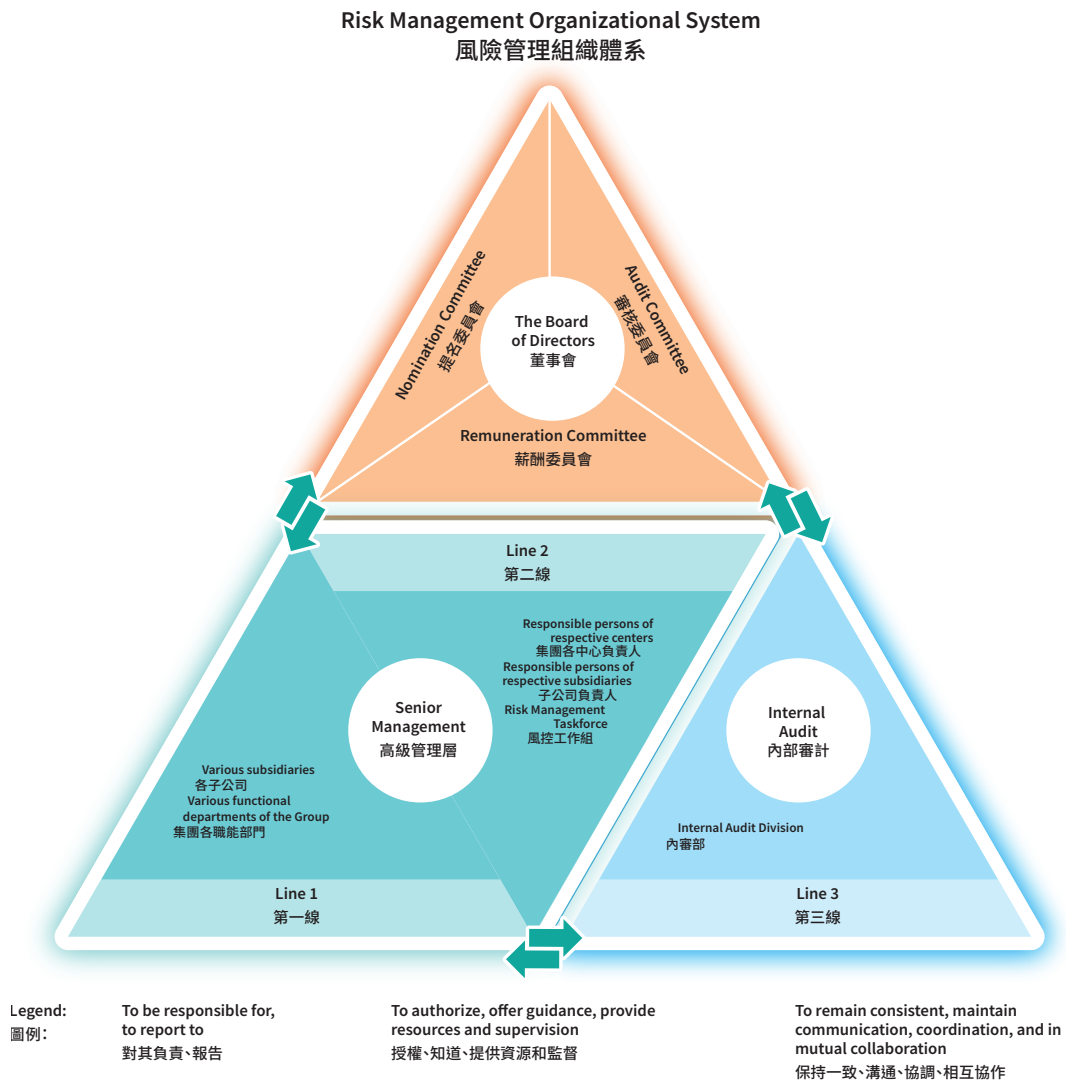 Risk Management Organizational System
風險管理組織體系
Nomination Committee
提名委員會
Audit Committee
審核委員會
The Board
of Directors
董事會
Remuneration Committee
薪酬委員會
Line 2
第二線
Responsible persons of
respective centers
集團各中心負責人
Responsible persons of
respective subsidiaries
子公司負責人
Risk Management
Taskforce
風控工作組
Senior
Management
高級管理層
Various subsidiaries
各子公司
Various functional
departments of the Group
集團各職能部門
Line 1
第一線
Internal
Audit
內部審計
Internal Audit Division
內審部
Line 3
第三線
Legend:
圖例：
To be responsible for,
to report to
對其負責、報告
To authorize, offer guidance, provide
resources and supervision
授權、知道、提供資源和監督
To remain consistent, maintain
communication, coordination, and in
mutual collaboration
保持一致、溝通、協調、相互協作